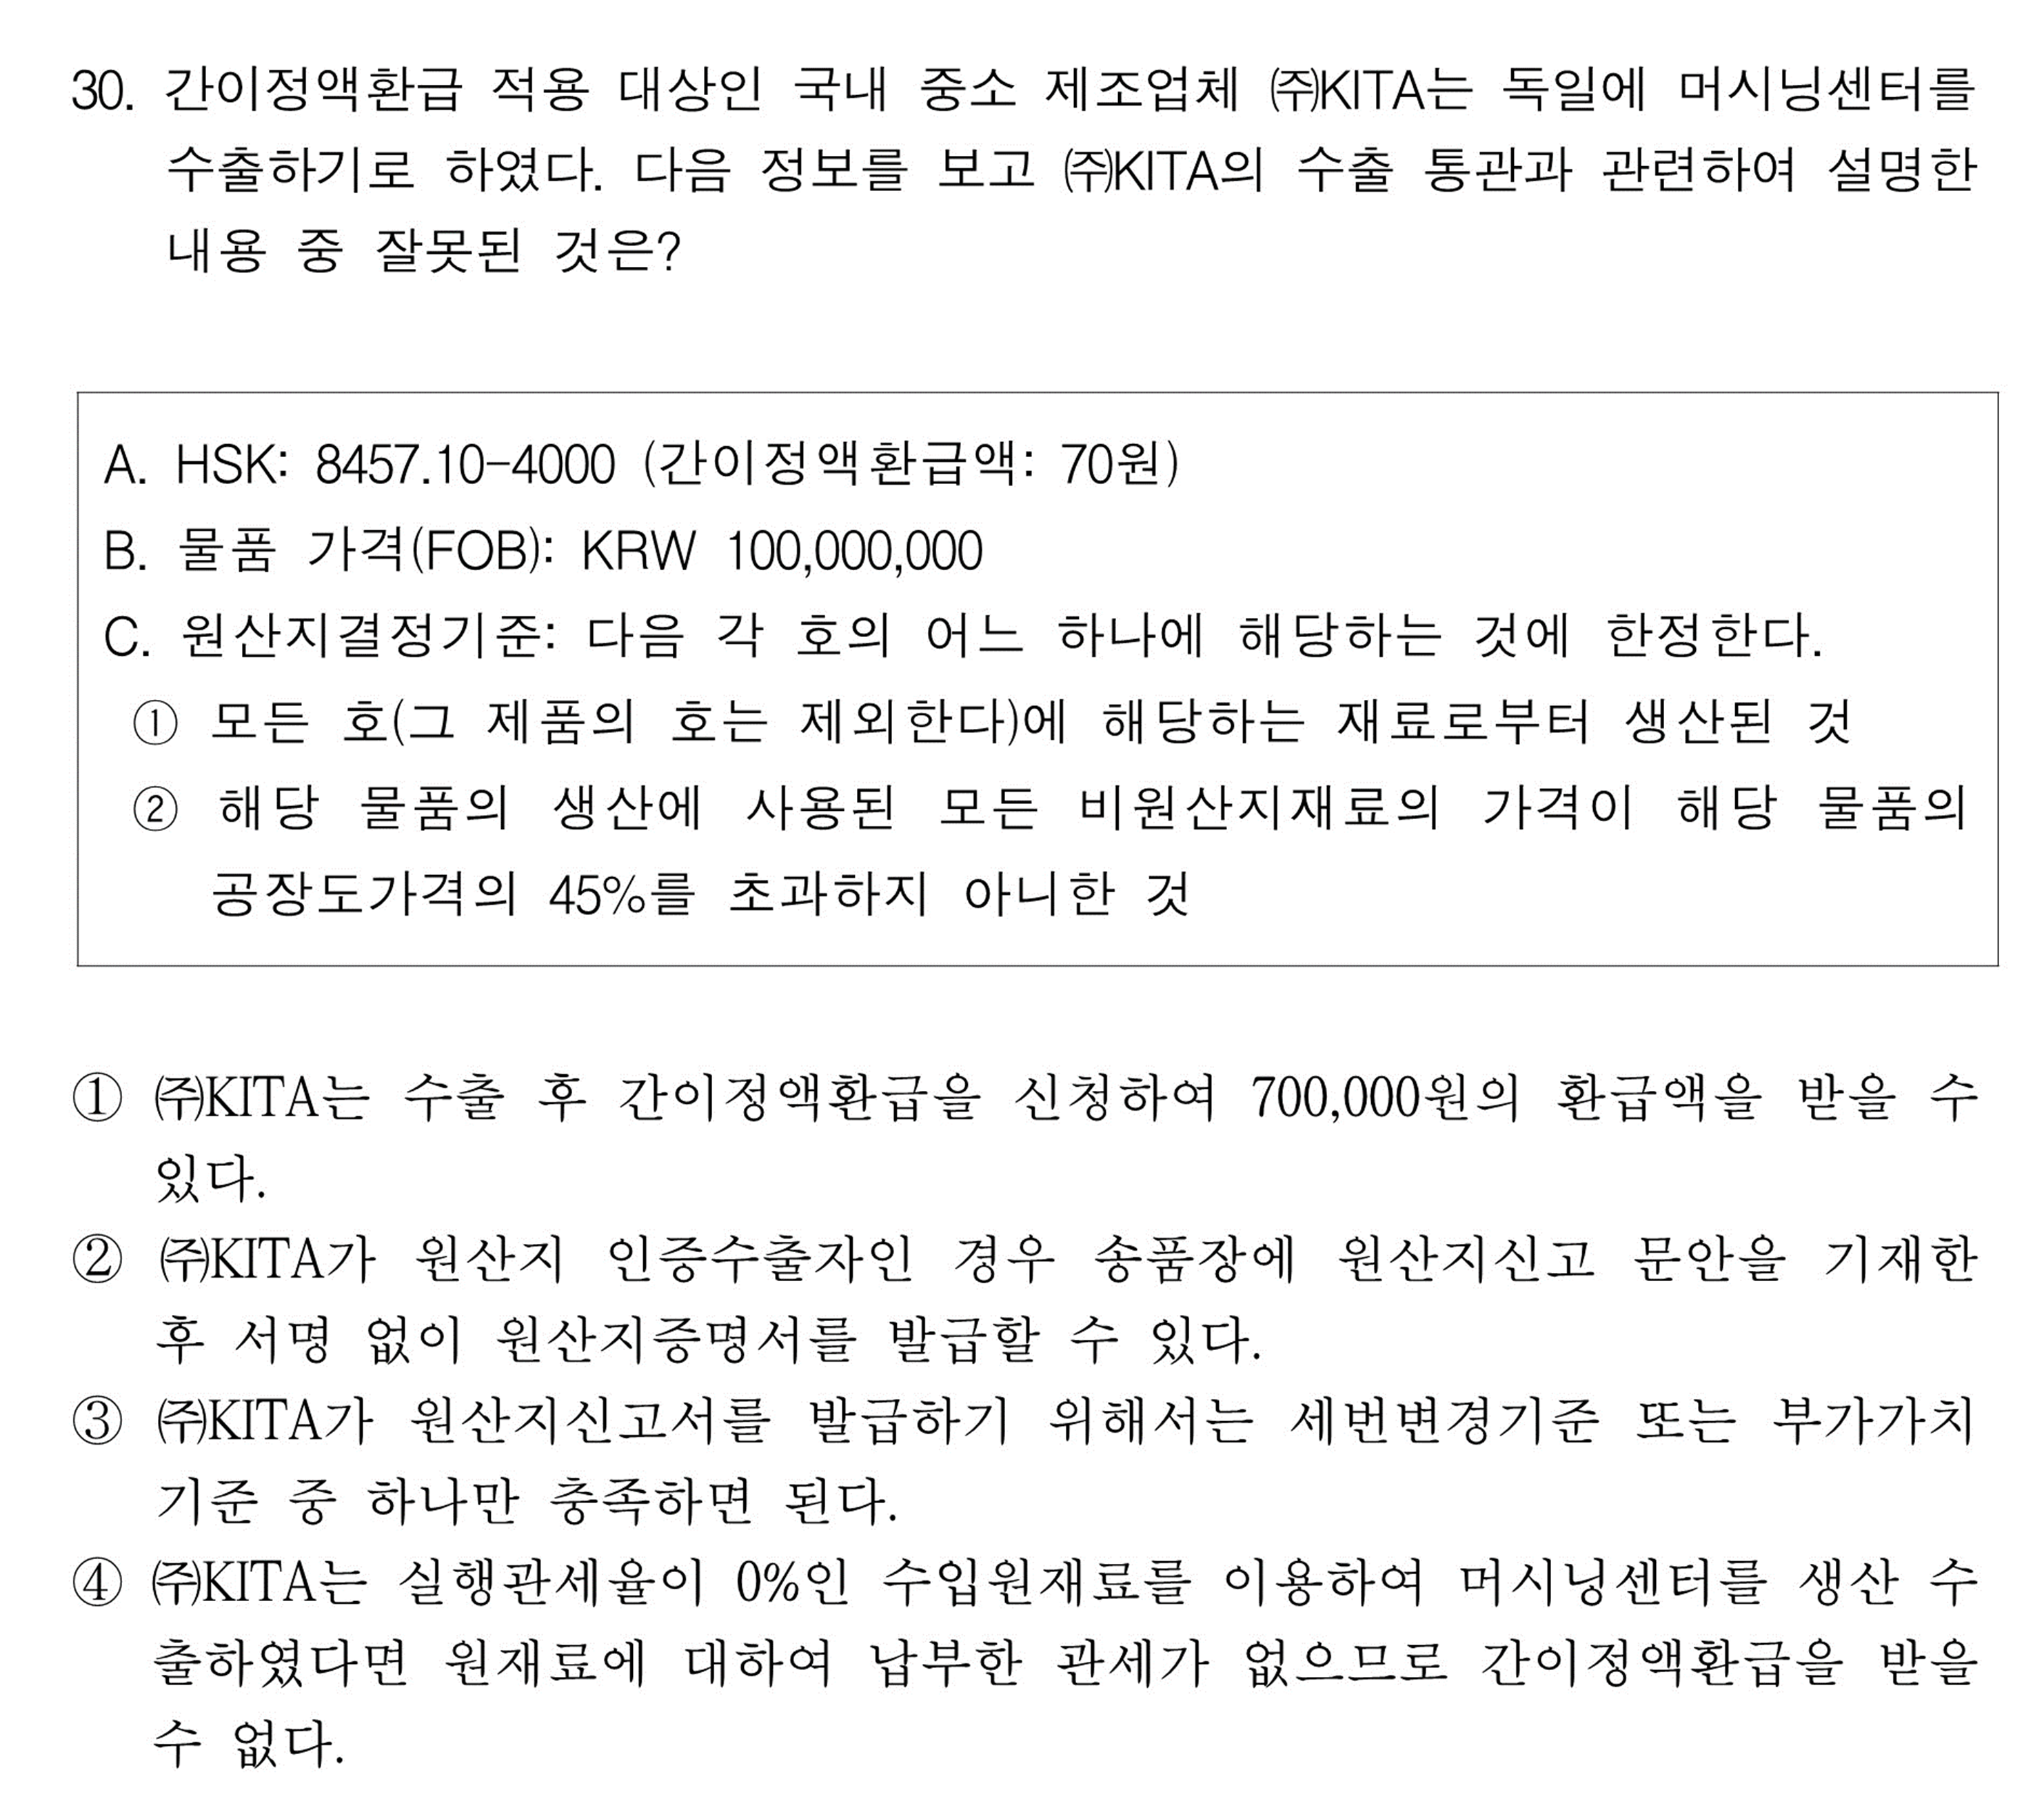 30. 간이정액환급 적용 대상인 국내 중소 제조업체 ㈜KITA는 독일에 머시닝센터를
수출하기로 하였다. 다음 정보를 보고 ㈜KITA의 수출 통관과 관련하여 설명한
내용 중 잘못된 것은?
A. HSK: 8457.10-4000 (간이정액환급액: 70원)
B. 물품 가격(FOB): KRW 100,000,000
C. 원산지결정기준: 다음 각 호의 어느 하나에 해당하는 것에 한정한다.
① 모든 호(그 제품의 호는 제외한다)에 해당하는 재료로부터 생산된 것
② 해당 물품의 생산에 사용된 모든 비원산지재료의 가격이 해당 물품의
공장도가격의 45%를 초과하지 아니한 것
① ㈜KITA는 수출 후 간이정액환급을 신청하여 700,000원의 환급액을 받을 수
있다.
② ㈜KITA가 원산지 인증수출자인 경우 송품장에 원산지신고 문안을 기재한
후 서명 없이 원산지증명서를 발급할 수 있다.
③ ㈜KITA가 원산지신고서를 발급하기 위해서는 세번변경기준 또는 부가가치
기준 중 하나만 충족하면 된다.
④ ㈜KITA는 실행관세율이 0%인 수입원재료를 이용하여 머시닝센터를 생산 수
출하였다면 원재료에 대하여 납부한 관세가 없으므로 간이정액환급을 받을
수 없다.